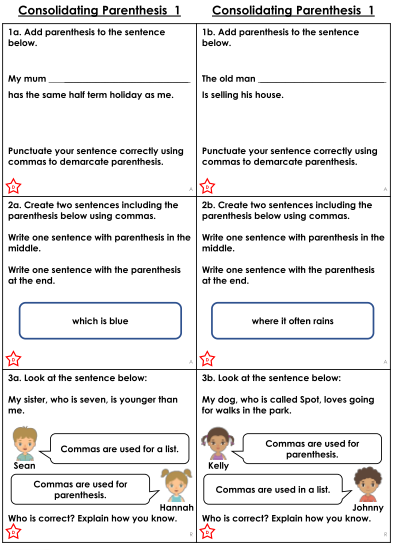 Consolidating Parenthesis 1
Consolidating Parenthesis 1
1a. Add parenthesis to the sentence
below.
My mum ___________________________
has the same half term holiday as me.
Punctuate your sentence correctly using
commas to demarcate parenthesis.
D
A
1b. Add parenthesis to the sentence
below.
The old man ________________________
Is selling his house.
Punctuate your sentence correctly using
commas to demarcate parenthesis.
D
A
2a. Create two sentences including the
parenthesis below using commas.
Write one sentence with parenthesis in the
middle.
Write one sentence with the parenthesis
at the end.
which is blue
D
A
2b. Create two sentences including the
parenthesis below using commas.
Write one sentence with parenthesis in the
middle.
Write one sentence with the parenthesis
at the end.
where it often rains
D
A
3a. Look at the sentence below:
My sister, who is seven, is younger than
me.
Commas are used for a list.
Sean
Commas are used for
parenthesis.
Hannah
Who is correct? Explain how you know.
D
R
3b. Look at the sentence below:
My dog, who is called Spot, loves going
for walks in the park.
Commas are used for
parenthesis.
Kelly
Commas are used in a list.
Johnny
Who is correct? Explain how you know.
D
R